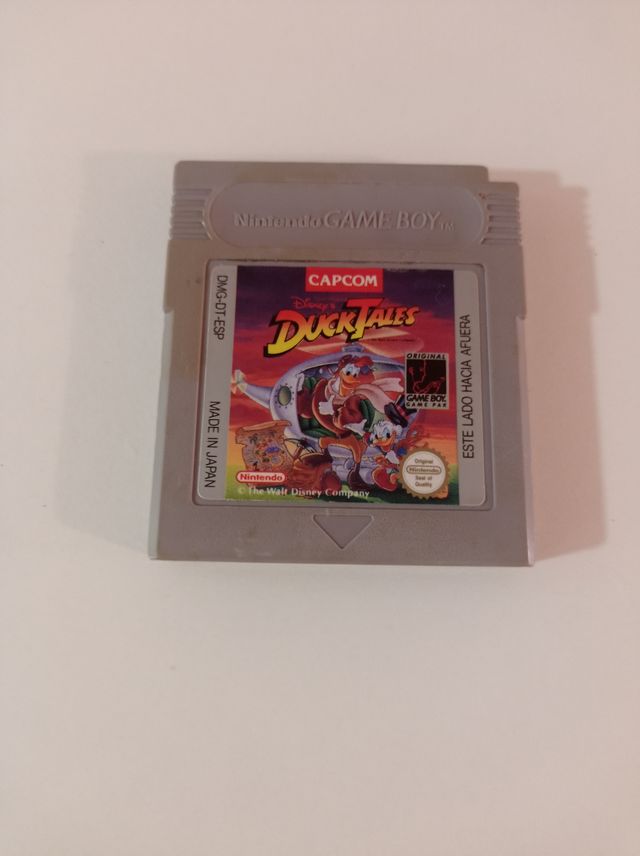 Nintendo GAME BOY™
CAPCOM
Disney's
DUCKTALES
DMG-DT-ESP
MADE IN JAPAN
ESTE LADO HACIA AFUERA
ORIGINAL
GAME BOY
GAME PAK
Nintendo
© The Walt Disney Company
Original
Nintendo
Seal of
Quality